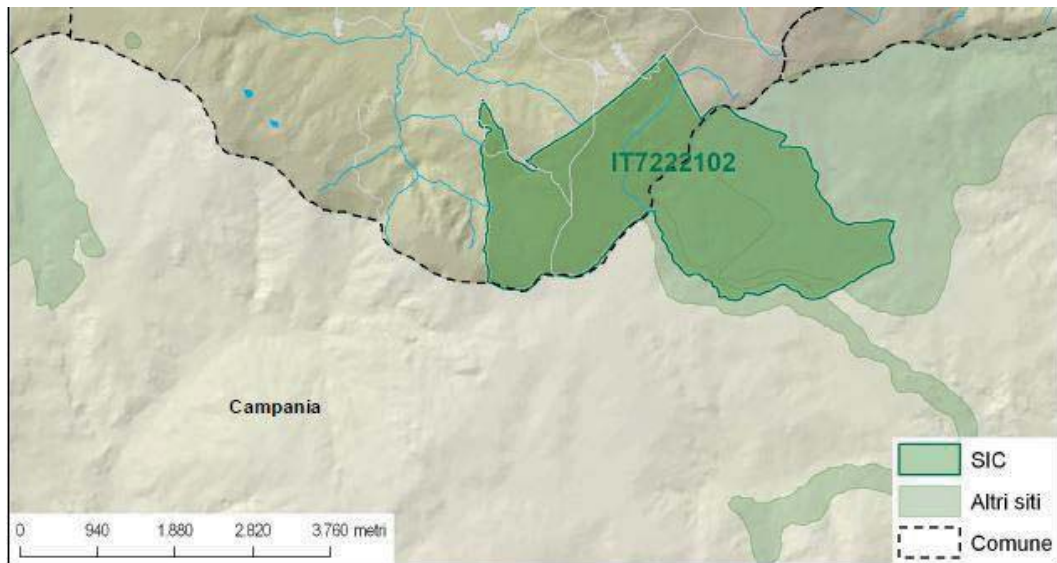 IT7222102
Campania
SIC
Altri siti
Comune
0 940 1.880 2.820 3.760 metri